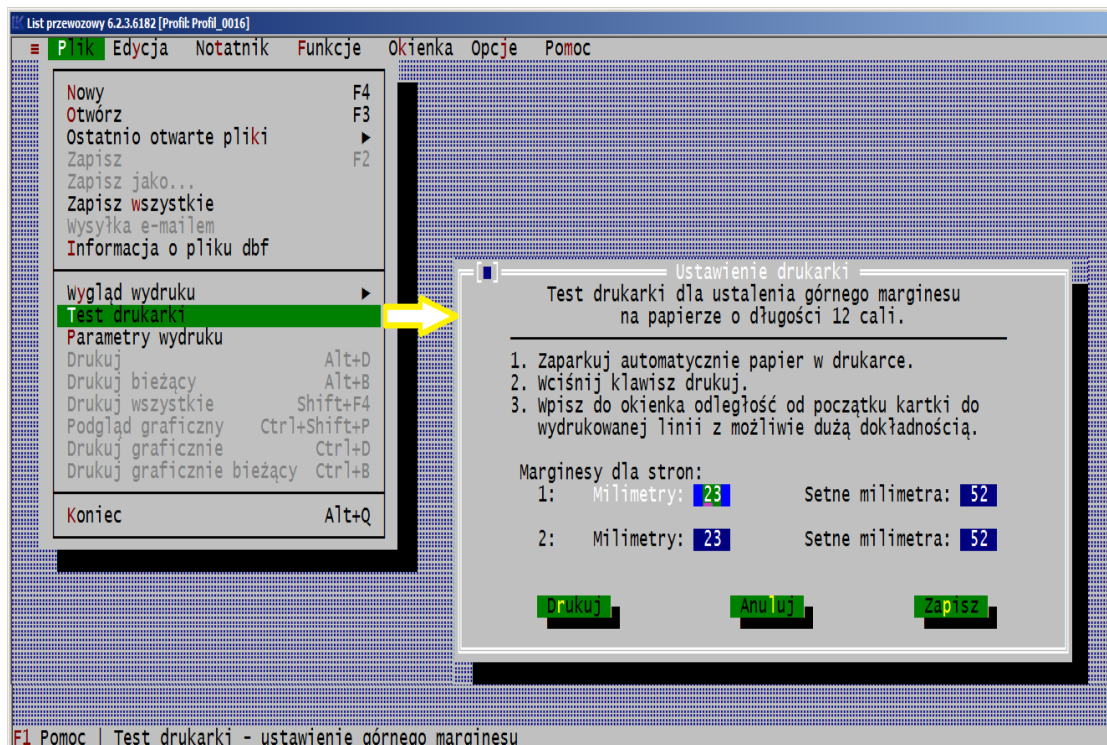 List przewozowy 6.2.3.6182 [Profil: Profil_0016]
≡ Plik Edycja Notatnik Funkcje Okienka Opcje Pomoc
Nowy F4
Otwórz F3
Ostatnio otwarte pliki ►
Zapisz F2
Zapisz jako...
Zapisz wszystkie
Wysyłka e-mailem
Informacja o pliku dbf
Wygląd wydruku ►
Test drukarki
Parametry wydruku
Drukuj Alt+D
Drukuj bieżący Alt+B
Drukuj wszystkie Shift+F4
Podgląd graficzny Ctrl+Shift+P
Drukuj graficznie Ctrl+D
Drukuj graficznie bieżący Ctrl+B
Koniec Alt+Q
Ustawienie drukarki
Test drukarki dla ustalenia górnego marginesu
na papierze o długości 12 cali.
1. Zaparkuj automatycznie papier w drukarce.
2. Wciśnij klawisz drukuj.
3. Wpisz do okienka odległość od początku kartki do
wydrukowanej linii z możliwie dużą dokładnością.
Marginesy dla stron:
1: Milimetry: 23 Setne milimetra: 52
2: Milimetry: 23 Setne milimetra: 52
Drukuj Anuluj Zapisz
F1 Pomoc | Test drukarki - ustawienie górnego marginesu